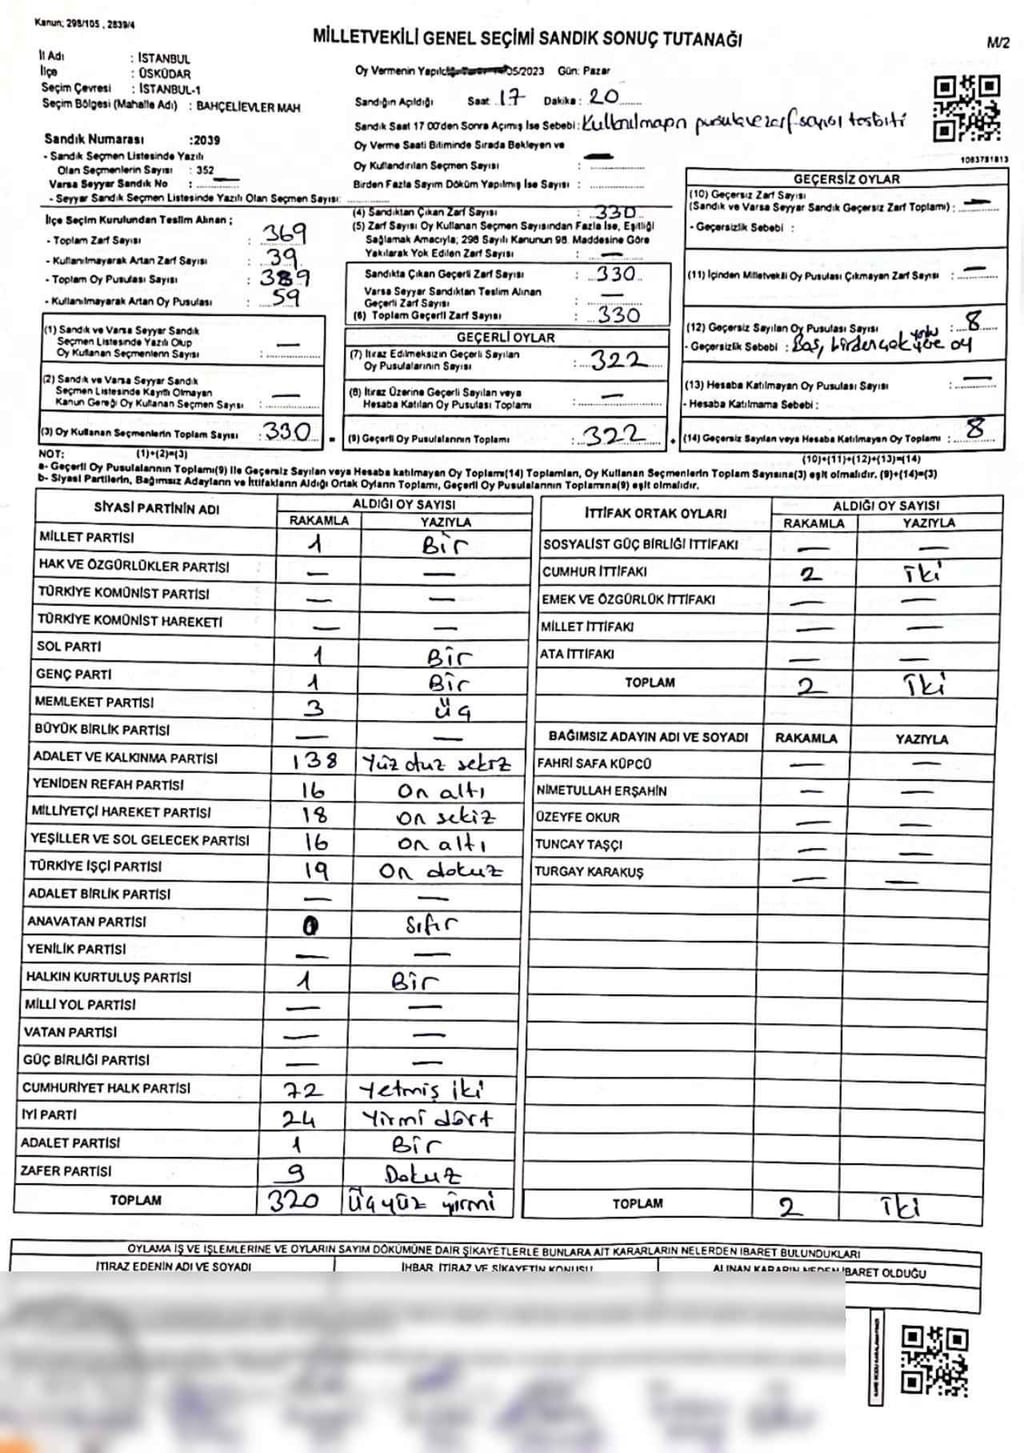 Kanun; 298/105 , 2839/4
MİLLETVEKİLİ GENEL SEÇİMİ SANDIK SONUÇ TUTANAĞI
M/2
İl Adı : İSTANBUL
İlçe : ÜSKÜDAR
Seçim Çevresi : İSTANBUL-1
Seçim Bölgesi (Mahalle Adı) : BAHÇELİEVLER MAH
Sandık Numarası :2039
- Sandık Seçmen Listesinde Yazılı
Olan Seçmenlerin Sayısı : 352
Varsa Seyyar Sandık No : —
- Seyyar Sandık Seçmen Listesinde Yazılı Olan Seçmen Sayısı:
Oy Vermenin 05/2023 Gün: Pazar
Sandığın Açıldığı Saat: 17 Dakika: 20
Sandık Saat 17 00'den Sonra Açımış İse Sebebi: Kullanılmayan pusula ve zarf sayısı tesbiti
Oy Verme Saati Bitiminde Sırada Bekleyen ve
Oy Kullandırılan Seçmen Sayısı : —
Birden Fazla Sayım Döküm Yapılmış İse Sayısı :
1083781813
İlçe Seçim Kurulundan Teslim Alınan ;
- Toplam Zarf Sayısı : 369
- Kullanılmayarak Artan Zarf Sayısı : 39
- Toplam Oy Pusulası Sayısı : 389
- Kullanılmayarak Artan Oy Pusulası : 59
(1) Sandık ve Varsa Seyyar Sandık
Seçmen Listesinde Yazılı Olup
Oy Kullanan Seçmenlerin Sayısı : —
(2) Sandık ve Varsa Seyyar Sandık
Seçmen Listesinde Kayıtlı Olmayan
Kanun Gereği Oy Kullanan Seçmen Sayısı : —
(3) Oy Kullanan Seçmenlerin Toplam Sayısı : 330
(4) Sandıktan Çıkan Zarf Sayısı : 330
(5) Zarf Sayısı Oy Kullanan Seçmen Sayısından Fazla İse, Eşitliği
Sağlamak Amacıyla; 298 Sayılı Kanunun 98. Maddesine Göre
Yakılarak Yok Edilen Zarf Sayısı : —
Sandıkta Çıkan Geçerli Zarf Sayısı : 330
Varsa Seyyar Sandıktan Teslim Alınan
Geçerli Zarf Sayısı : —
(6) Toplam Geçerli Zarf Sayısı : 330
GEÇERLİ OYLAR
(7) İtiraz Edilmeksizin Geçerli Sayılan
Oy Pusulalarının Sayısı : 322
(8) İtiraz Üzerine Geçerli Sayılan veya
Hesaba Katılan Oy Pusulası Toplamı : —
(9) Geçerli Oy Pusulalarının Toplamı : 322
GEÇERSİZ OYLAR
(10) Geçersiz Zarf Sayısı
(Sandık ve Varsa Seyyar Sandık Geçersiz Zarf Toplamı) : —
- Geçersizlik Sebebi :
(11) İçinden Milletvekili Oy Pusulası Çıkmayan Zarf Sayısı : —
(12) Geçersiz Sayılan Oy Pusulası Sayısı : 8
- Geçersizlik Sebebi : Boş, birden çok oy
(13) Hesaba Katılmayan Oy Pusulası Sayısı : —
- Hesaba Katılmama Sebebi :
(14) Geçersiz Sayılan veya Hesaba Katılmayan Oy Toplamı : 8
NOT: (1)+(2)=(3) (10)+(11)+(12)+(13)=(14)
a- Geçerli Oy Pusulalarının Toplamı(9) ile Geçersiz Sayılan veya Hesaba katılmayan Oy Toplamı(14) Toplamları, Oy Kullanan Seçmenlerin Toplam Sayısına(3) eşit olmalıdır. (9)+(14)=(3)
b- Siyasi Partilerin, Bağımsız Adayların ve İttifakların Aldığı Ortak Oyların Toplamı, Geçerli Oy Pusulalarının Toplamına(9) eşit olmalıdır.
SİYASİ PARTİNİN ADI ALDIĞI OY SAYISI
RAKAMLA YAZIYLA
MİLLET PARTİSİ 1 Bir
HAK VE ÖZGÜRLÜKLER PARTİSİ — —
TÜRKİYE KOMÜNİST PARTİSİ — —
TÜRKİYE KOMÜNİST HAREKETİ — —
SOL PARTİ 1 Bir
GENÇ PARTİ 1 Bir
MEMLEKET PARTİSİ 3 Üç
BÜYÜK BİRLİK PARTİSİ — —
ADALET VE KALKINMA PARTİSİ 138 Yüz otuz sekiz
YENİDEN REFAH PARTİSİ 16 On altı
MİLLİYETÇİ HAREKET PARTİSİ 18 On sekiz
YEŞİLLER VE SOL GELECEK PARTİSİ 16 On altı
TÜRKİYE İŞÇİ PARTİSİ 19 On dokuz
ADALET BİRLİK PARTİSİ — —
ANAVATAN PARTİSİ 0 Sıfır
YENİLİK PARTİSİ — —
HALKIN KURTULUŞ PARTİSİ 1 Bir
MİLLİ YOL PARTİSİ — —
VATAN PARTİSİ — —
GÜÇ BİRLİĞİ PARTİSİ — —
CUMHURİYET HALK PARTİSİ 72 Yetmiş iki
İYİ PARTİ 24 Yirmi dört
ADALET PARTİSİ 1 Bir
ZAFER PARTİSİ 9 Dokuz
TOPLAM 320 Üçyüz yirmi
İTTİFAK ORTAK OYLARI ALDIĞI OY SAYISI
RAKAMLA YAZIYLA
SOSYALİST GÜÇ BİRLİĞİ İTTİFAKI — —
CUMHUR İTTİFAKI 2 İki
EMEK VE ÖZGÜRLÜK İTTİFAKI — —
MİLLET İTTİFAKI — —
ATA İTTİFAKI — —
TOPLAM 2 İki
BAĞIMSIZ ADAYIN ADI VE SOYADI RAKAMLA YAZIYLA
FAHRİ SAFA KÜPCÜ — —
NİMETULLAH ERŞAHİN — —
ÜZEYFE OKUR — —
TUNCAY TAŞÇI — —
TURGAY KARAKUŞ — —
TOPLAM 2 İki
OYLAMA İŞ VE İŞLEMLERİNE VE OYLARIN SAYIM DÖKÜMÜNE DAİR ŞİKAYETLERLE BUNLARA AİT KARARLARIN NELERDEN İBARET BULUNDUKLARI
İTİRAZ EDENİN ADI VE SOYADI İHBAR, İTİRAZ VE ŞİKAYETİN KONUSU ALINAN KARARIN NEDEN İBARET OLDUĞU